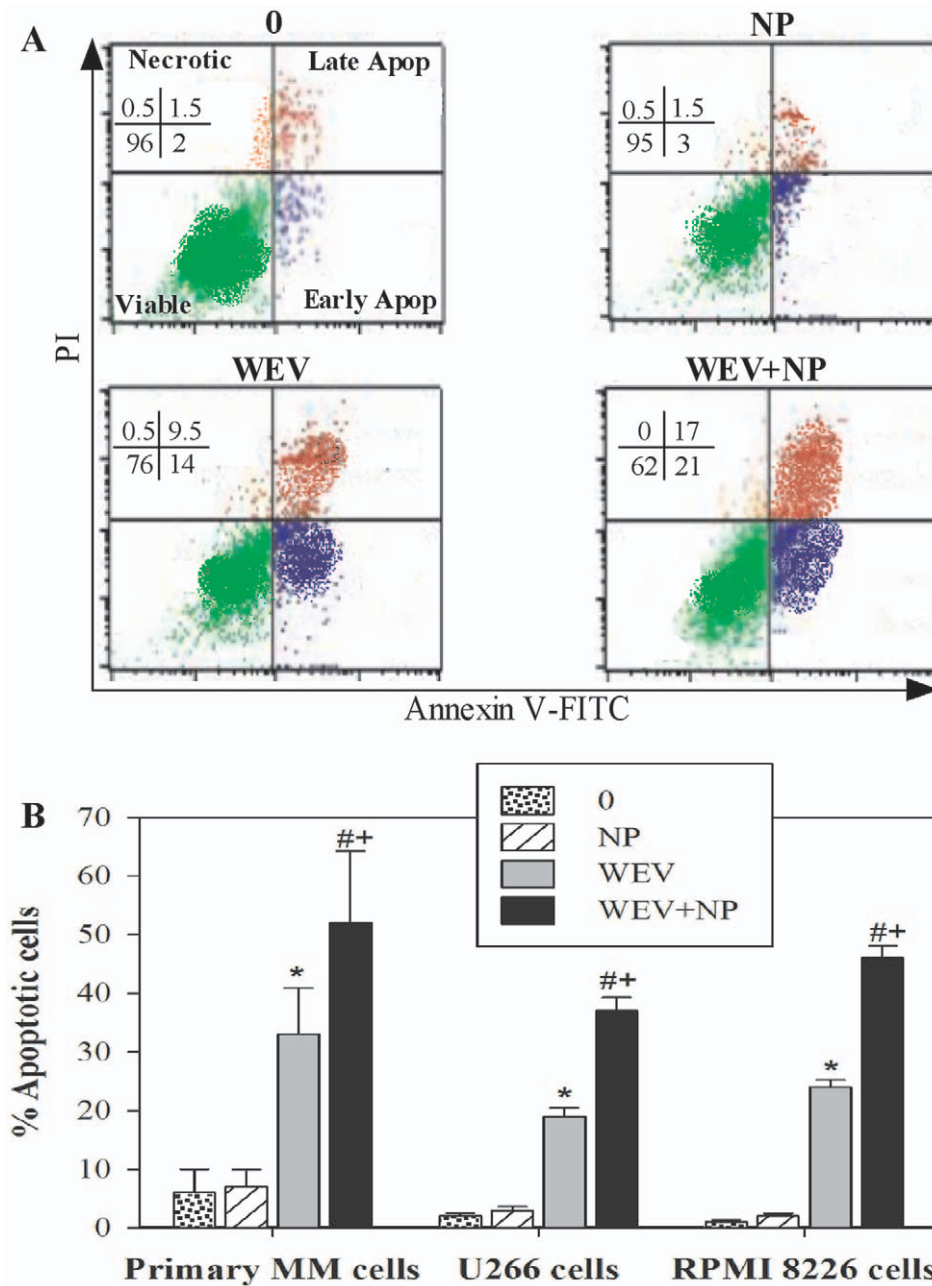 A
0
NP
Necrotic
Late Apop
0.5 1.5
96 2
Viable
Early Apop
0.5 1.5
95 3
WEV
WEV+NP
0.5 9.5
76 14
0 17
62 21
PI
Annexin V-FITC
B
0
NP
WEV
WEV+NP
% Apoptotic cells
70
60
50
40
30
20
10
0
*
#+
*
#+
*
#+
Primary MM cells
U266 cells
RPMI 8226 cells